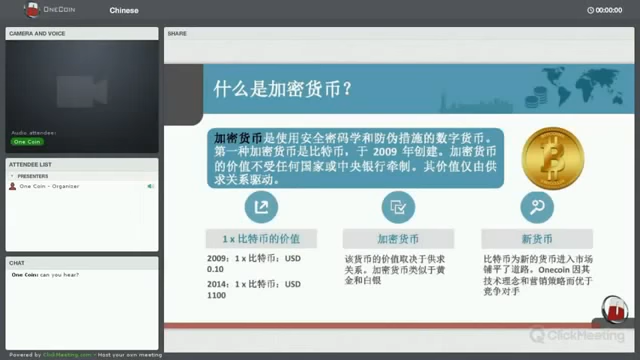 ONECOIN
Chinese
00:00:00
CAMERA AND VOICE
Audio attendee:
One Coin
ATTENDEE LIST
PRESENTERS
One Coin - Organizer
CHAT
One Coin: can you hear?
Powered by ClickMeeting.com - Host your own meeting
SHARE
什么是加密货币？
加密货币是使用安全密码学和防伪措施的数字货币。
第一种加密货币是比特币，于 2009 年创建。加密货币
的价值不受任何国家或中央银行牵制。其价值仅由供
求关系驱动。
1 x 比特币的价值
2009：1 x 比特币：USD
0.10
2014：1 x 比特币：USD
1100
加密货币
该货币的价值取决于供求
关系。加密货币类似于黄
金和白银
新货币
比特币为新的货币进入市场
铺平了道路。Onecoin 因其
技术理念和营销策略而优于
竞争对手
ClickMeeting